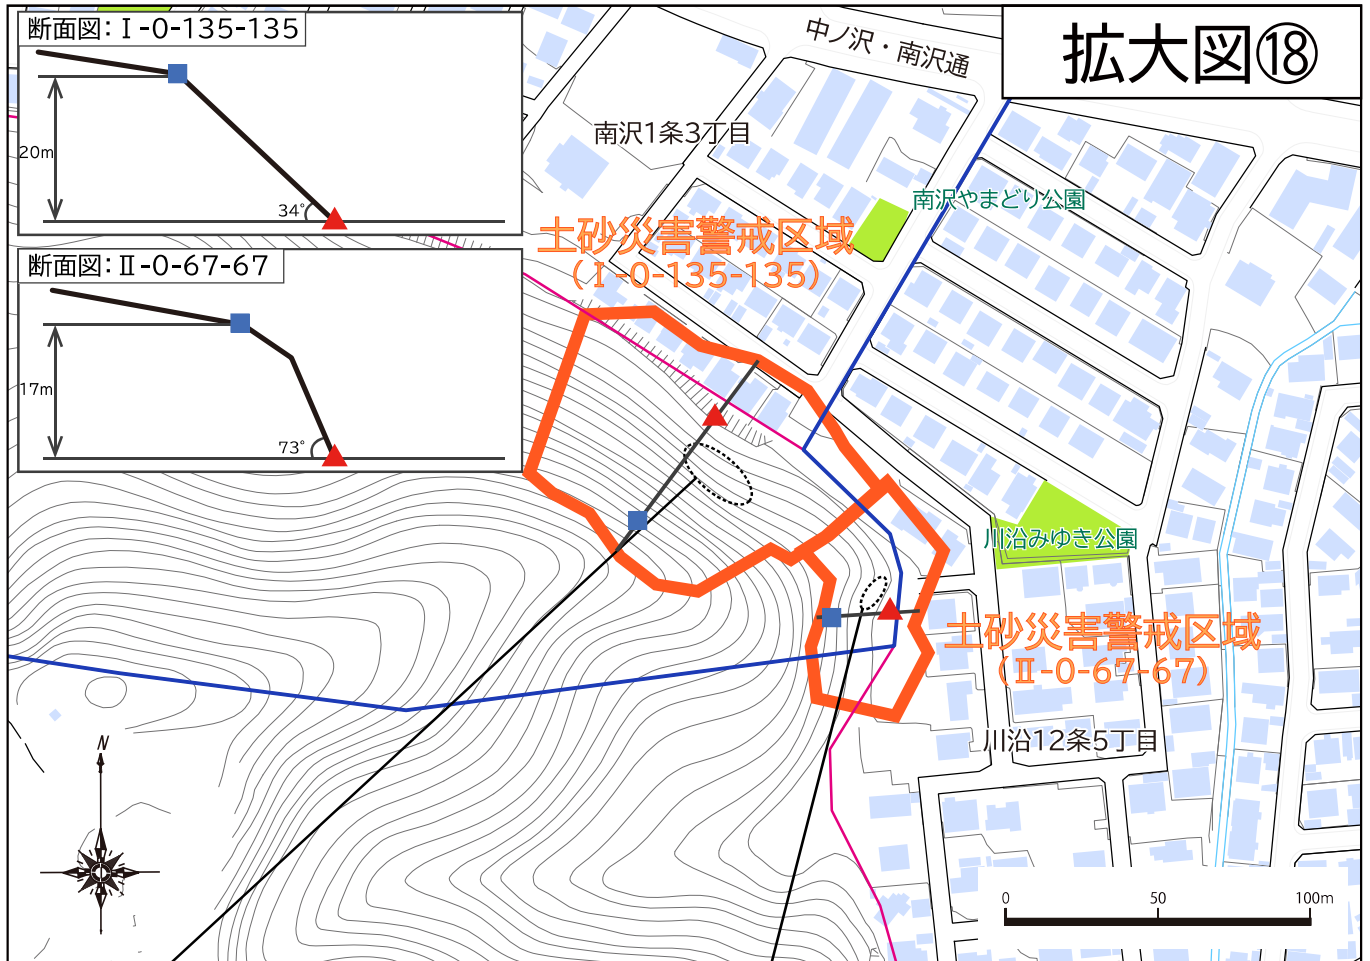 断面図：Ⅰ-0-135-135
20m
34°
断面図：Ⅱ-0-67-67
17m
73°
拡大図⑱
中ノ沢・南沢通
南沢1条3丁目
南沢やまどり公園
土砂災害警戒区域
（Ⅰ-0-135-135）
川沿みゆき公園
土砂災害警戒区域
（Ⅱ-0-67-67）
川沿12条5丁目
N
0 50 100m